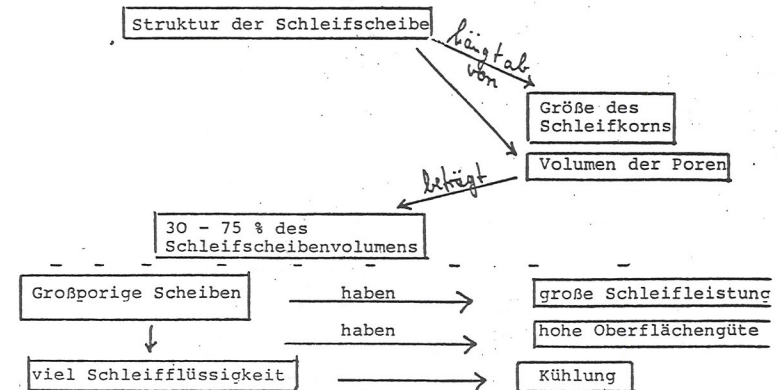 Struktur der Schleifscheibe
hängt ab
von
Größe des
Schleifkorns
Volumen der Poren
beträgt
30 - 75 % des
Schleifscheibenvolumens
Großporige Scheiben
haben
große Schleifleistung
haben
hohe Oberflächengüte
viel Schleifflüssigkeit
Kühlung